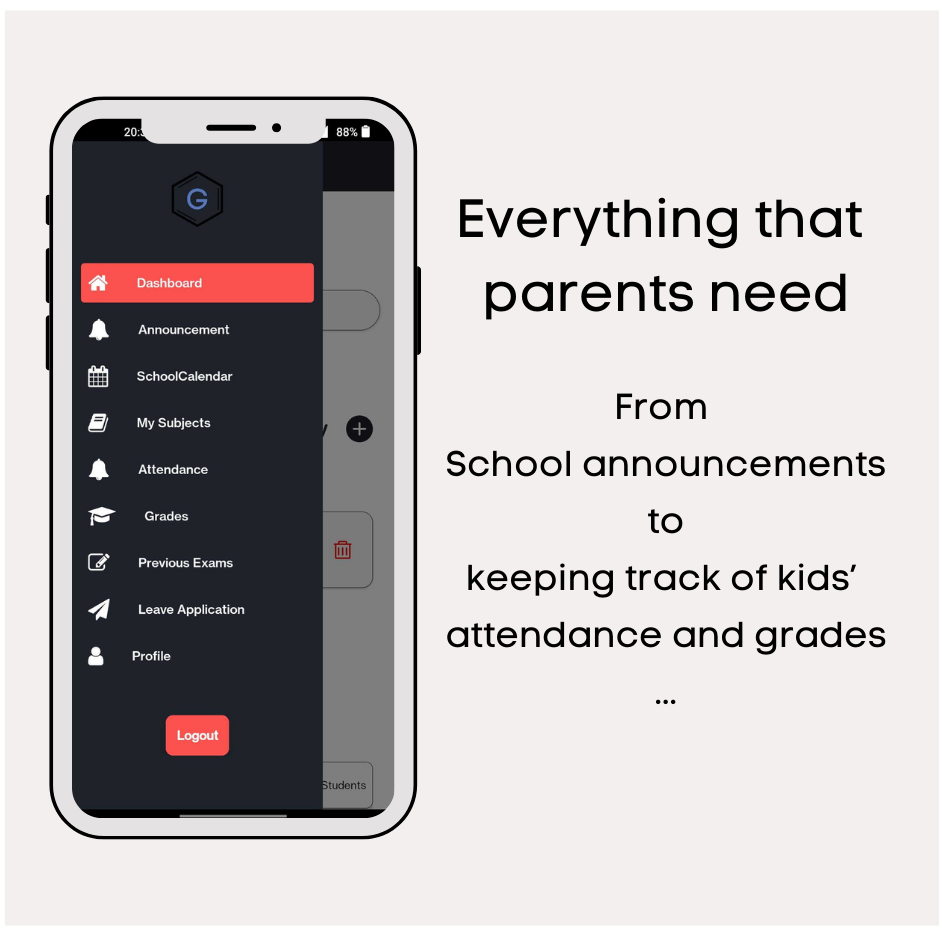 20:3
88%
G
Dashboard
Announcement
SchoolCalendar
My Subjects
Attendance
Grades
Previous Exams
Leave Application
Profile
Logout
Students
Everything that
parents need
From
School announcements
to
keeping track of kids’
attendance and grades
...